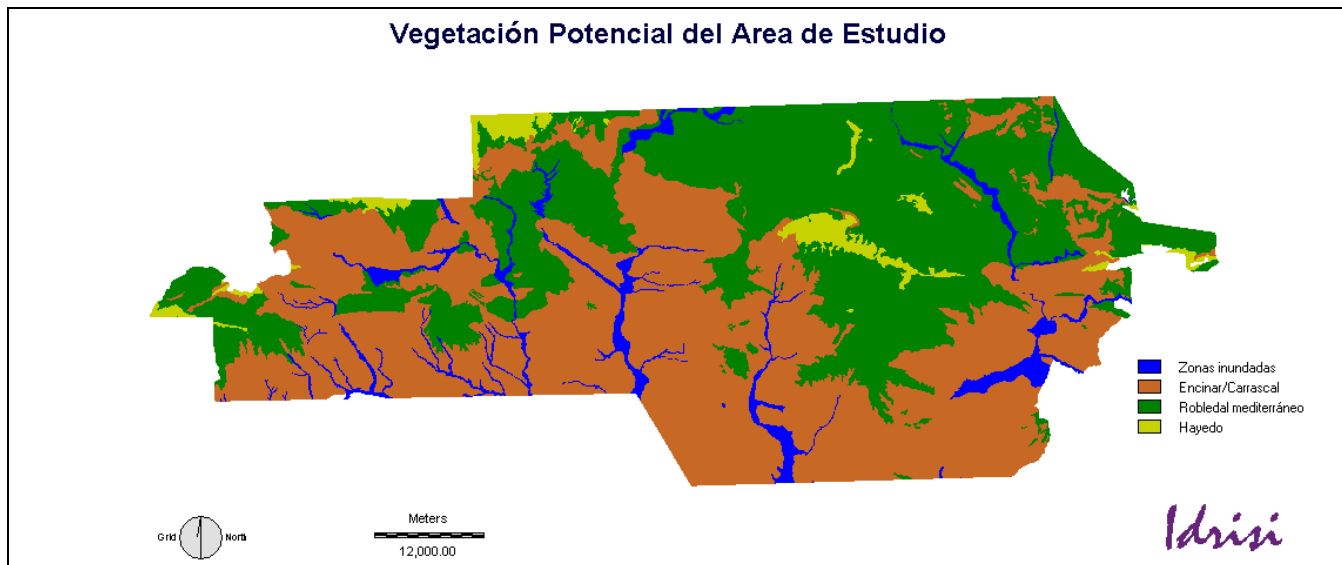 Vegetación Potencial del Area de Estudio
Zonas inundadas
Encinar/Carrascal
Robledal mediterráneo
Hayedo
Grid North
Meters
12,000.00
Idrisi